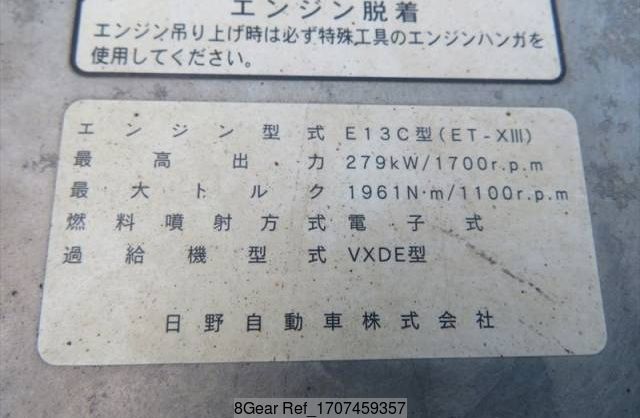 エンジン脱着
エンジン吊り上げ時は必ず特殊工具のエンジンハンガを
使用してください。
エンジン型式 E13C型(ET-XIII)
最高出力 279kW/1700r.p.m
最大トルク 1961N·m/1100r.p.m
燃料噴射方式 電子式
過給機型式 VXDE型
日野自動車株式会社
8Gear Ref_1707459357